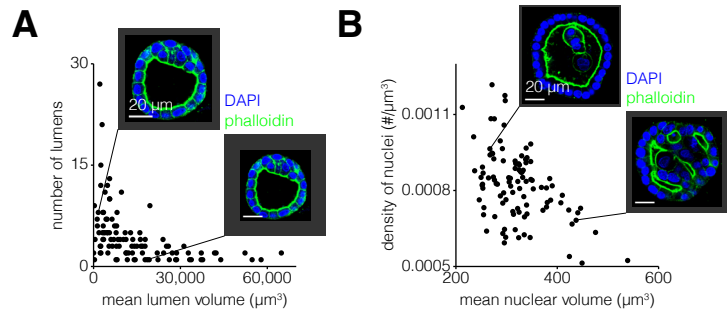 A
30
15
0
number of lumens
0
30,000
60,000
mean lumen volume (µm³)
20 µm
DAPI
phalloidin
B
0.0011
0.0008
0.0005
density of nuclei (#/µm³)
200
400
600
mean nuclear volume (µm³)
20 µm
DAPI
phalloidin